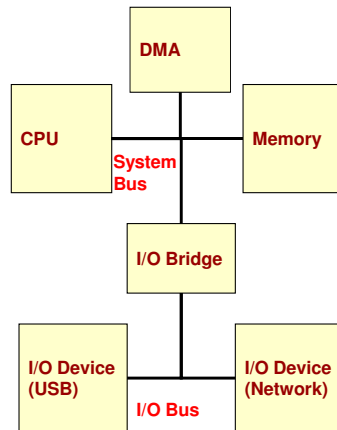 DMA
CPU
Memory
System
Bus
I/O Bridge
I/O Device
(USB)
I/O Device
(Network)
I/O Bus